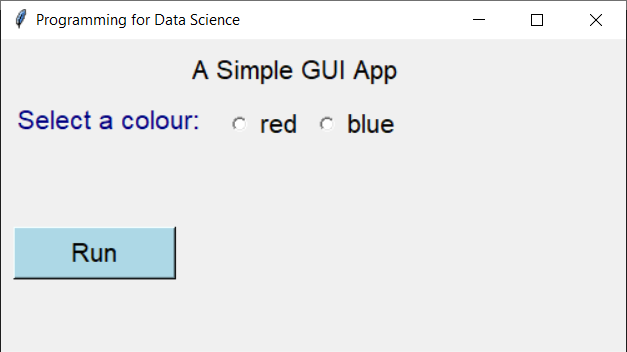 Programming for Data Science
A Simple GUI App
Select a colour: red blue
Run